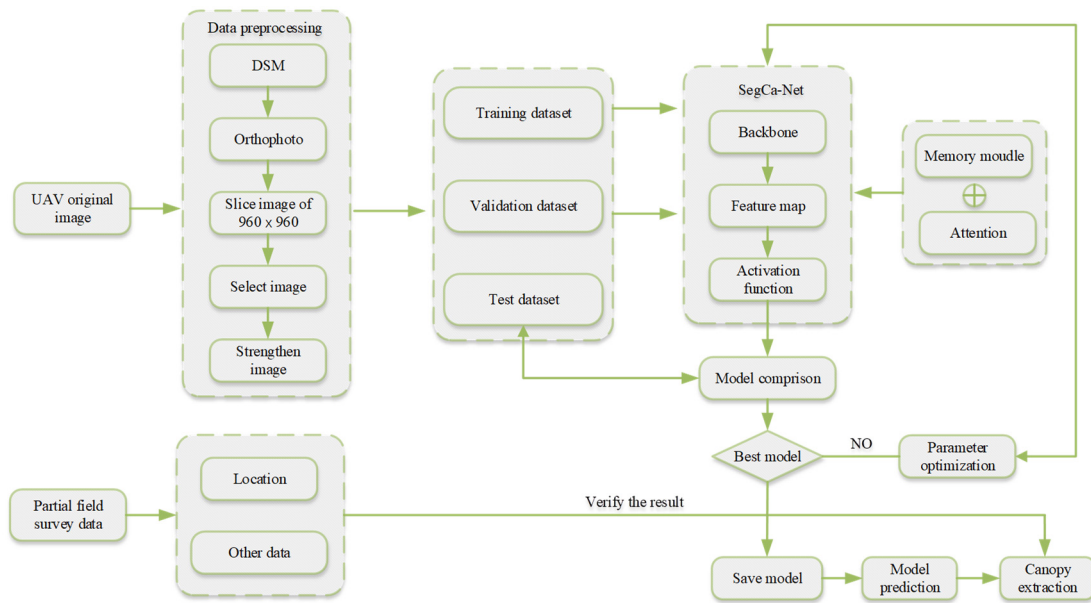 Data preprocessing
DSM
Orthophoto
Slice image of
960 x 960
Select image
Strengthen
image
UAV original
image
Training dataset
Validation dataset
Test dataset
SegCa-Net
Backbone
Feature map
Activation
function
Memory moudle
Attention
Model comprison
Best model
NO
Parameter
optimization
Partial field
survey data
Location
Other data
Verify the result
Save model
Model
prediction
Canopy
extraction